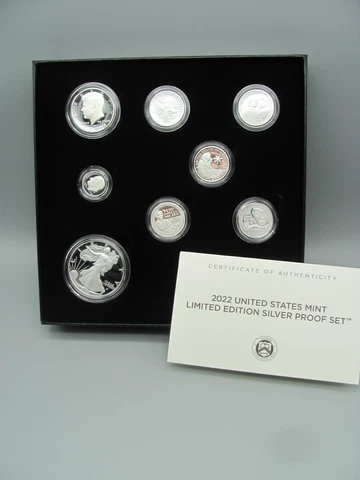 CERTIFICATE OF AUTHENTICITY
2022 UNITED STATES MINT
LIMITED EDITION SILVER PROOF SET™